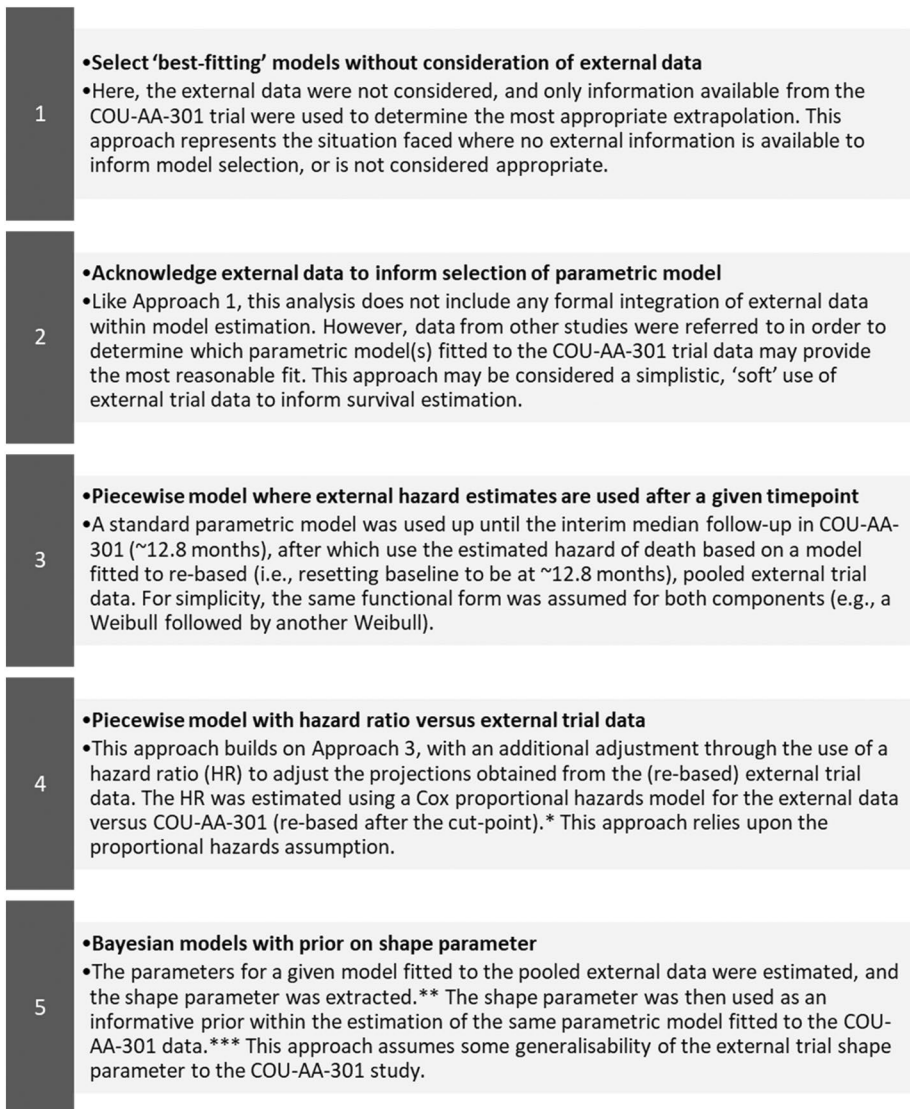 1
•Select ‘best-fitting’ models without consideration of external data
•Here, the external data were not considered, and only information available from the
COU-AA-301 trial were used to determine the most appropriate extrapolation. This
approach represents the situation faced where no external information is available to
inform model selection, or is not considered appropriate.
2
•Acknowledge external data to inform selection of parametric model
•Like Approach 1, this analysis does not include any formal integration of external data
within model estimation. However, data from other studies were referred to in order to
determine which parametric model(s) fitted to the COU-AA-301 trial data may provide
the most reasonable fit. This approach may be considered a simplistic, ‘soft’ use of
external trial data to inform survival estimation.
3
•Piecewise model where external hazard estimates are used after a given timepoint
•A standard parametric model was used up until the interim median follow-up in COU-AA-
301 (~12.8 months), after which use the estimated hazard of death based on a model
fitted to re-based (i.e., resetting baseline to be at ~12.8 months), pooled external trial
data. For simplicity, the same functional form was assumed for both components (e.g., a
Weibull followed by another Weibull).
4
•Piecewise model with hazard ratio versus external trial data
•This approach builds on Approach 3, with an additional adjustment through the use of a
hazard ratio (HR) to adjust the projections obtained from the (re-based) external trial
data. The HR was estimated using a Cox proportional hazards model for the external data
versus COU-AA-301 (re-based after the cut-point).* This approach relies upon the
proportional hazards assumption.
5
•Bayesian models with prior on shape parameter
•The parameters for a given model fitted to the pooled external data were estimated, and
the shape parameter was extracted.** The shape parameter was then used as an
informative prior within the estimation of the same parametric model fitted to the COU-
AA-301 data.*** This approach assumes some generalisability of the external trial shape
parameter to the COU-AA-301 study.